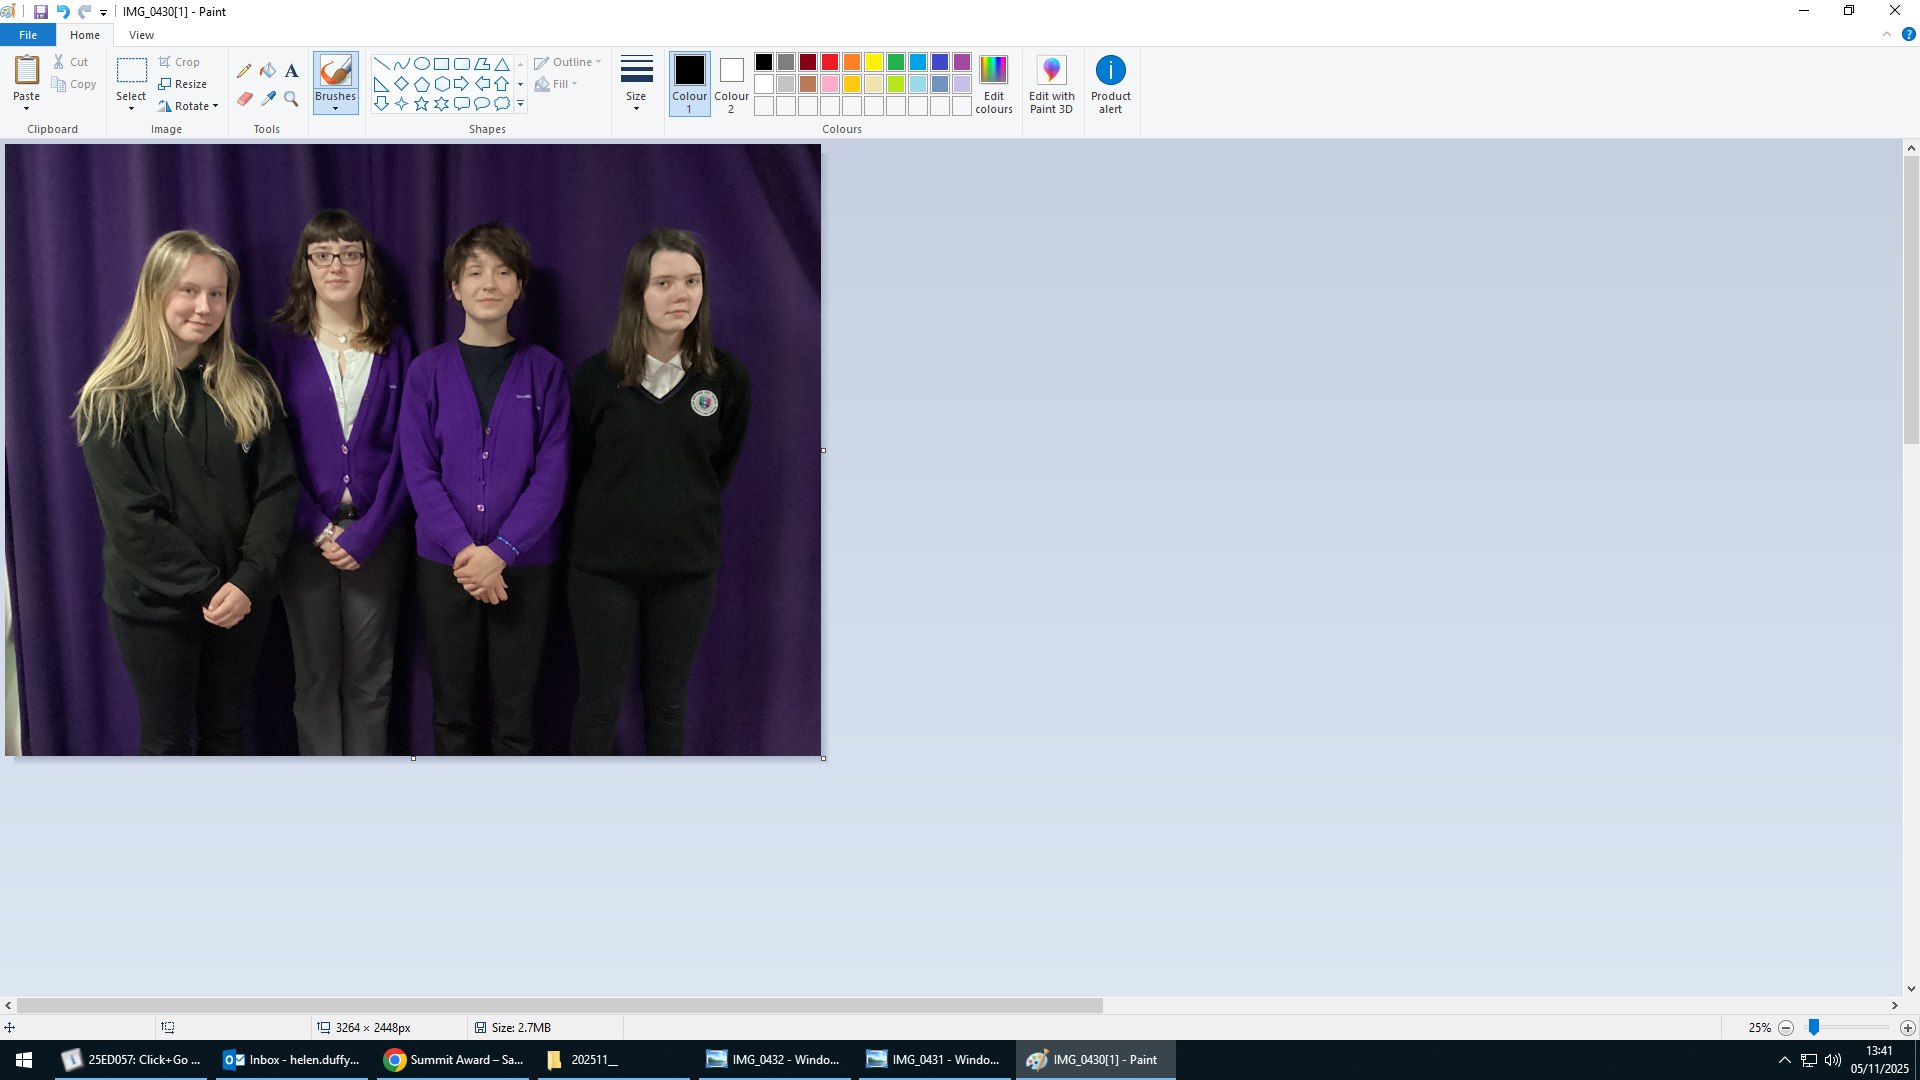 IMG_0430[1] - Paint
File Home View
Paste
Cut
Copy
Clipboard
Select
Crop
Resize
Rotate
Image
Tools
Brushes
Shapes
Outline
Fill
Size
Colour 1
Colour 2
Colours
Edit colours
Edit with Paint 3D
Product alert
3264 × 2448px
Size: 2.7MB
25%
25ED057: Click+Go ...
Inbox - helen.duffy...
Summit Award – Sa...
202511__
IMG_0432 - Windo...
IMG_0431 - Windo...
IMG_0430[1] - Paint
13:41
05/11/2025